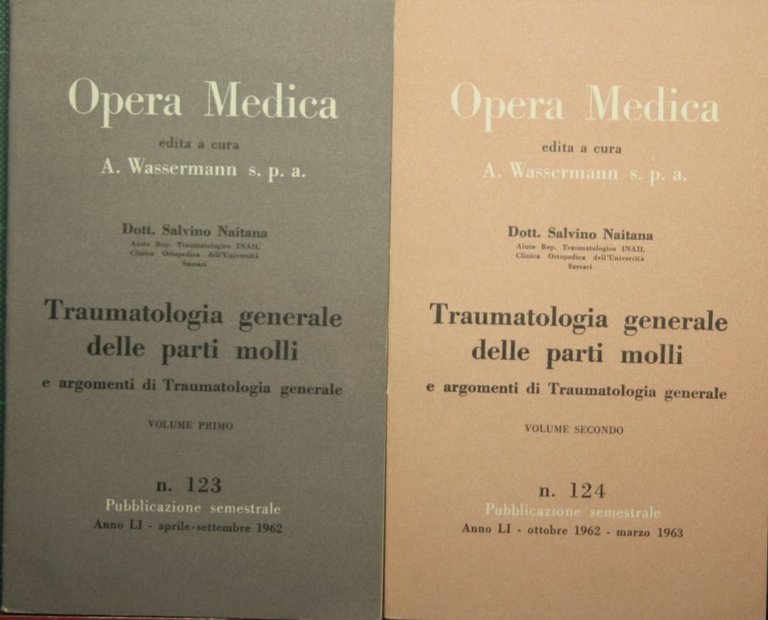 Opera Medica
edita a cura
A. Wassermann s. p. a.
Dott. Salvino Naitana
Aiuto Rep. Traumatologico INAIL
Clinica Ortopedica dell'Università
Sassari
Traumatologia generale
delle parti molli
e argomenti di Traumatologia generale
VOLUME PRIMO
n. 123
Pubblicazione semestrale
Anno LI - aprile-settembre 1962
Opera Medica
edita a cura
A. Wassermann s. p. a.
Dott. Salvino Naitana
Aiuto Rep. Traumatologico INAIL
Clinica Ortopedica dell'Università
Sassari
Traumatologia generale
delle parti molli
e argomenti di Traumatologia generale
VOLUME SECONDO
n. 124
Pubblicazione semestrale
Anno LI - ottobre 1962 - marzo 1963